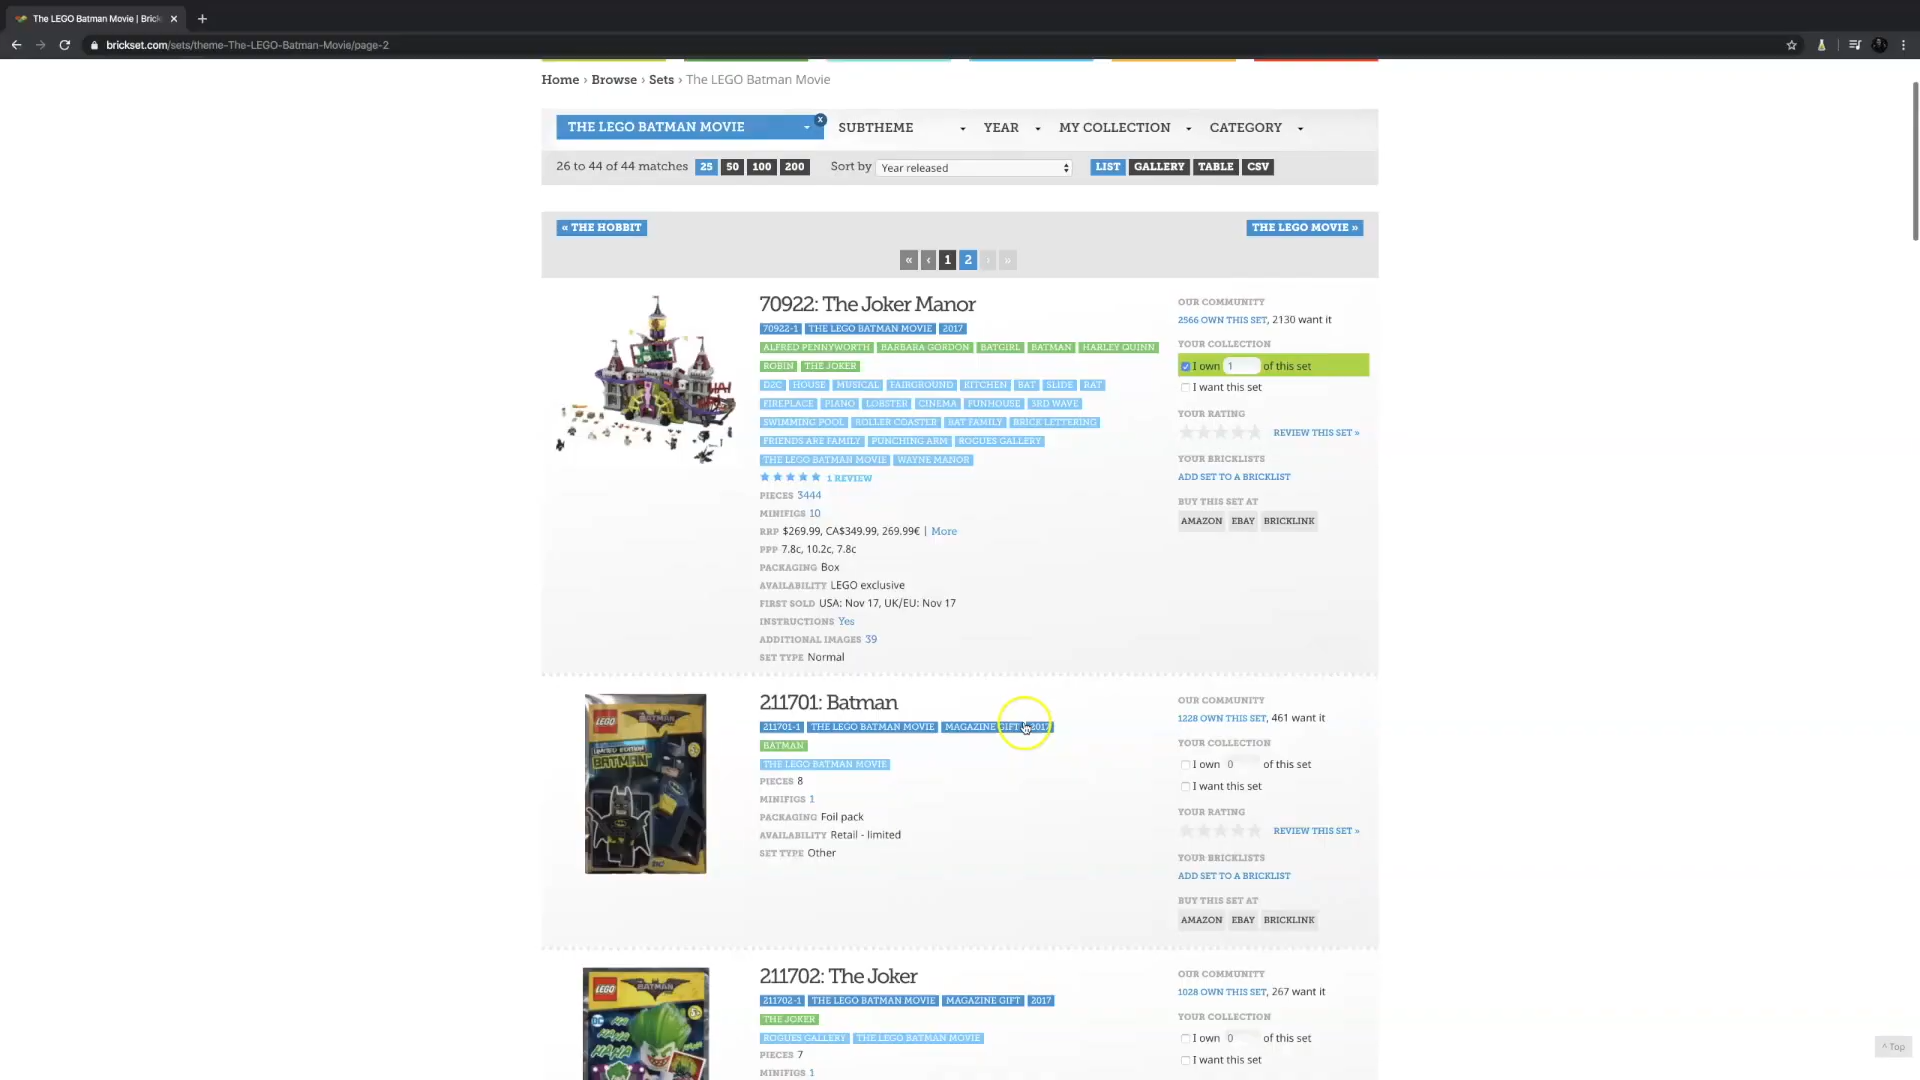 The LEGO Batman Movie | Brick
brickset.com/sets/theme-The-LEGO-Batman-Movie/page-2
Home › Browse › Sets › The LEGO Batman Movie
THE LEGO BATMAN MOVIE x SUBTHEME YEAR MY COLLECTION CATEGORY
26 to 44 of 44 matches 25 50 100 200 Sort by Year released LIST GALLERY TABLE CSV
« THE HOBBIT THE LEGO MOVIE »
« ‹ 1 2 › »
70922: The Joker Manor
70922-1 THE LEGO BATMAN MOVIE 2017
ALFRED PENNYWORTH BARBARA GORDON BATGIRL BATMAN HARLEY QUINN
ROBIN THE JOKER
D2C HOUSE MUSICAL FAIRGROUND KITCHEN BAT SLIDE RAT
FIREPLACE PIANO LOBSTER CINEMA FUNHOUSE 3RD WAVE
SWIMMING POOL ROLLER COASTER BAT FAMILY BRICK LETTERING
FRIENDS ARE FAMILY PUNCHING ARM ROGUES GALLERY
THE LEGO BATMAN MOVIE WAYNE MANOR
1 REVIEW
PIECES 3444
MINIFIGS 10
RRP $269.99, CA$349.99, 269.99€ | More
PPP 7.8c, 10.2c, 7.8c
PACKAGING Box
AVAILABILITY LEGO exclusive
FIRST SOLD USA: Nov 17, UK/EU: Nov 17
INSTRUCTIONS Yes
ADDITIONAL IMAGES 39
SET TYPE Normal
OUR COMMUNITY
2566 OWN THIS SET, 2130 want it
YOUR COLLECTION
I own 1 of this set
I want this set
YOUR RATING
REVIEW THIS SET »
YOUR BRICKLISTS
ADD SET TO A BRICKLIST
BUY THIS SET AT
AMAZON EBAY BRICKLINK
LEGO BATMAN
LIMITED EDITION
BATMAN
211701: Batman
211701-1 THE LEGO BATMAN MOVIE MAGAZINE GIFT 2017
BATMAN
THE LEGO BATMAN MOVIE
PIECES 8
MINIFIGS 1
PACKAGING Foil pack
AVAILABILITY Retail - limited
SET TYPE Other
OUR COMMUNITY
1228 OWN THIS SET, 461 want it
YOUR COLLECTION
I own 0 of this set
I want this set
YOUR RATING
REVIEW THIS SET »
YOUR BRICKLISTS
ADD SET TO A BRICKLIST
BUY THIS SET AT
AMAZON EBAY BRICKLINK
LEGO BATMAN
DC
HA HA
HAHA
HAHA
211702: The Joker
211702-1 THE LEGO BATMAN MOVIE MAGAZINE GIFT 2017
THE JOKER
ROGUES GALLERY THE LEGO BATMAN MOVIE
PIECES 7
MINIFIGS 1
OUR COMMUNITY
1028 OWN THIS SET, 267 want it
YOUR COLLECTION
I own 0 of this set
I want this set
^ Top